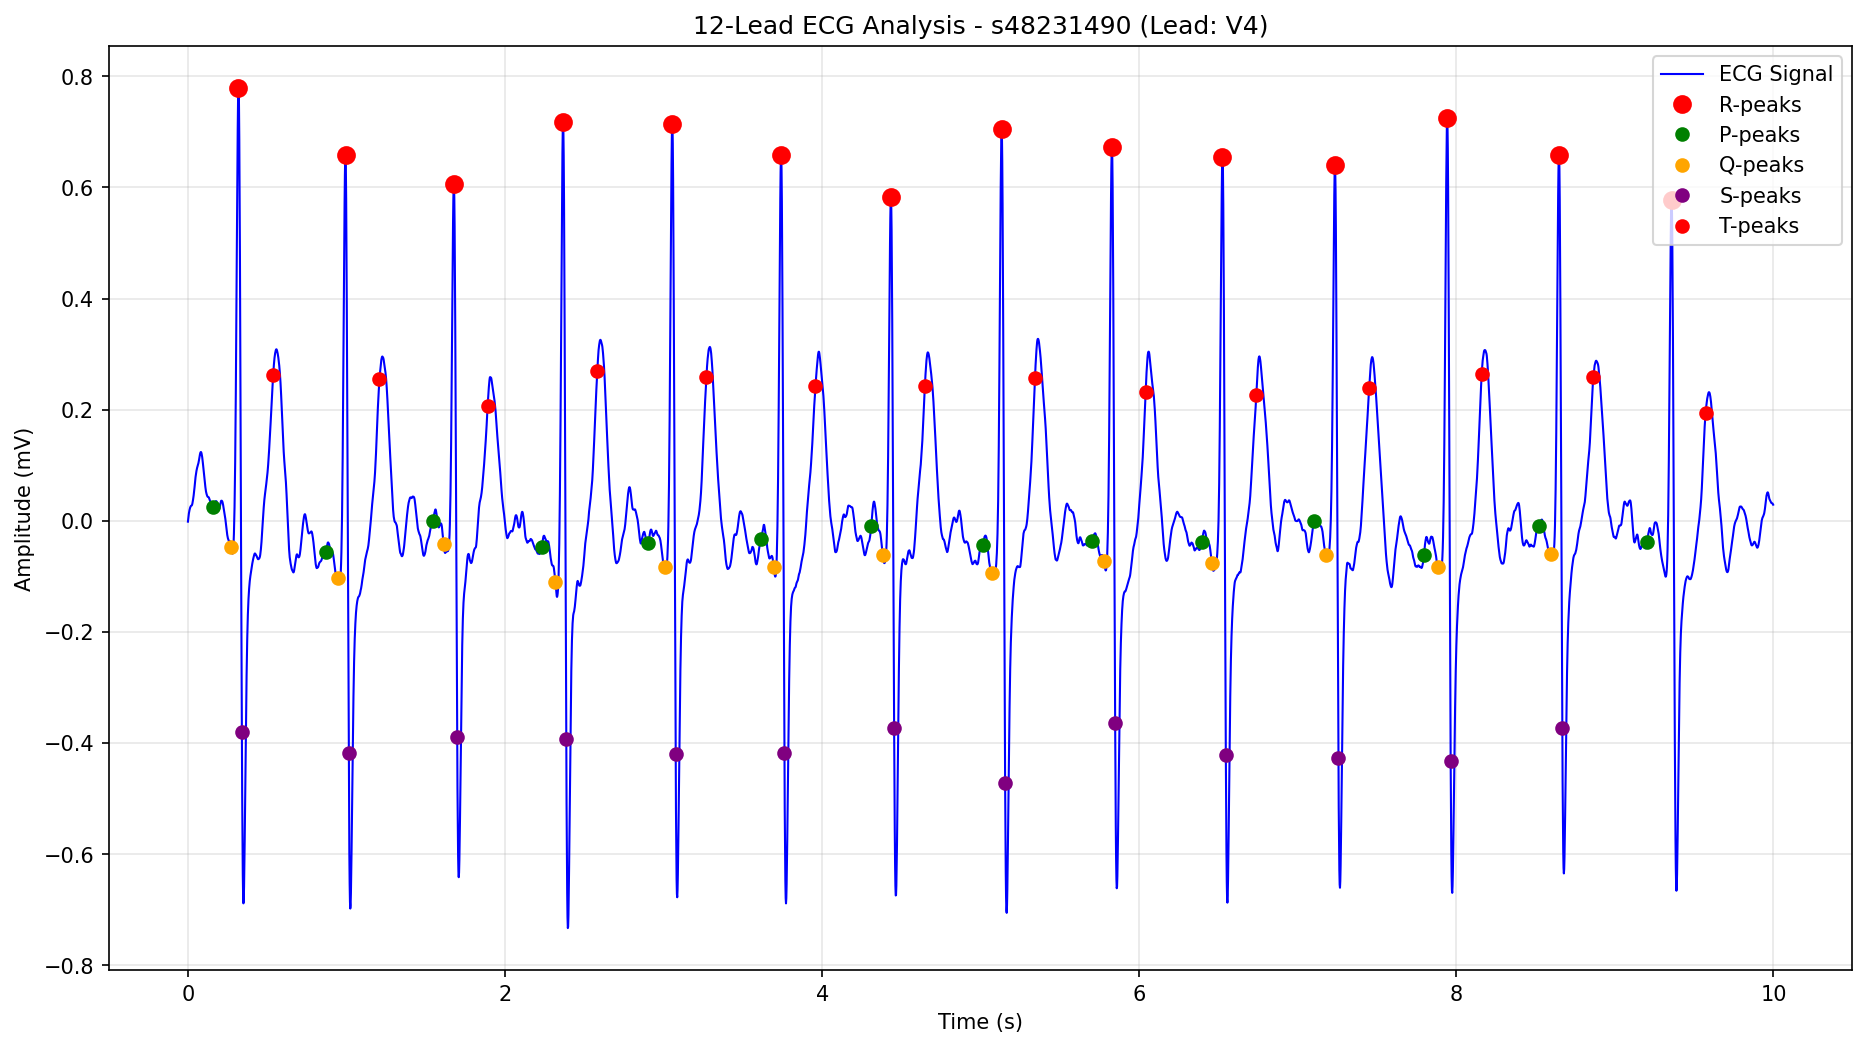 12-Lead ECG Analysis - s48231490 (Lead: V4)
ECG Signal
R-peaks
P-peaks
Q-peaks
S-peaks
T-peaks
Amplitude (mV)
0.8
0.6
0.4
0.2
0.0
−0.2
−0.4
−0.6
−0.8
0 2 4 6 8 10
Time (s)